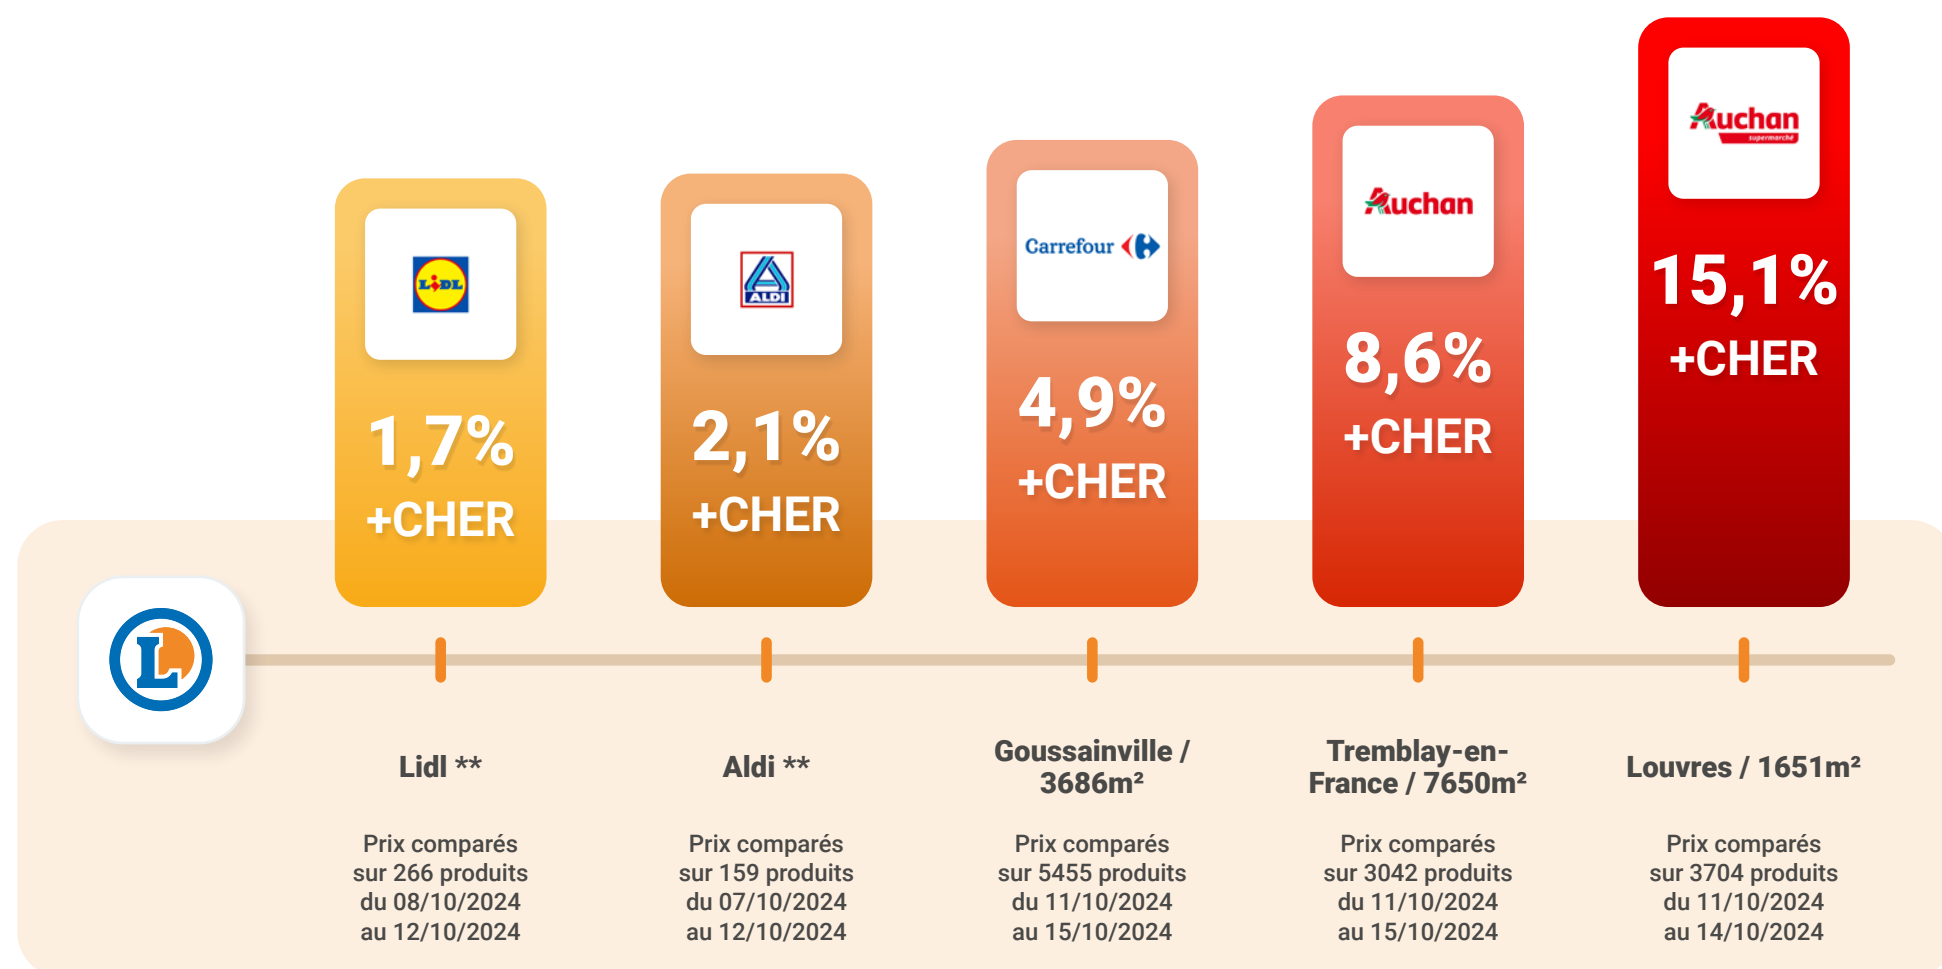 LIDL
1,7%
+CHER
ALDI
2,1%
+CHER
Carrefour
4,9%
+CHER
Auchan
8,6%
+CHER
Auchan
supermarché
15,1%
+CHER
L
Lidl **
Prix comparés
sur 266 produits
du 08/10/2024
au 12/10/2024
Aldi **
Prix comparés
sur 159 produits
du 07/10/2024
au 12/10/2024
Goussainville /
3686m²
Prix comparés
sur 5455 produits
du 11/10/2024
au 15/10/2024
Tremblay-en-
France / 7650m²
Prix comparés
sur 3042 produits
du 11/10/2024
au 15/10/2024
Louvres / 1651m²
Prix comparés
sur 3704 produits
du 11/10/2024
au 14/10/2024